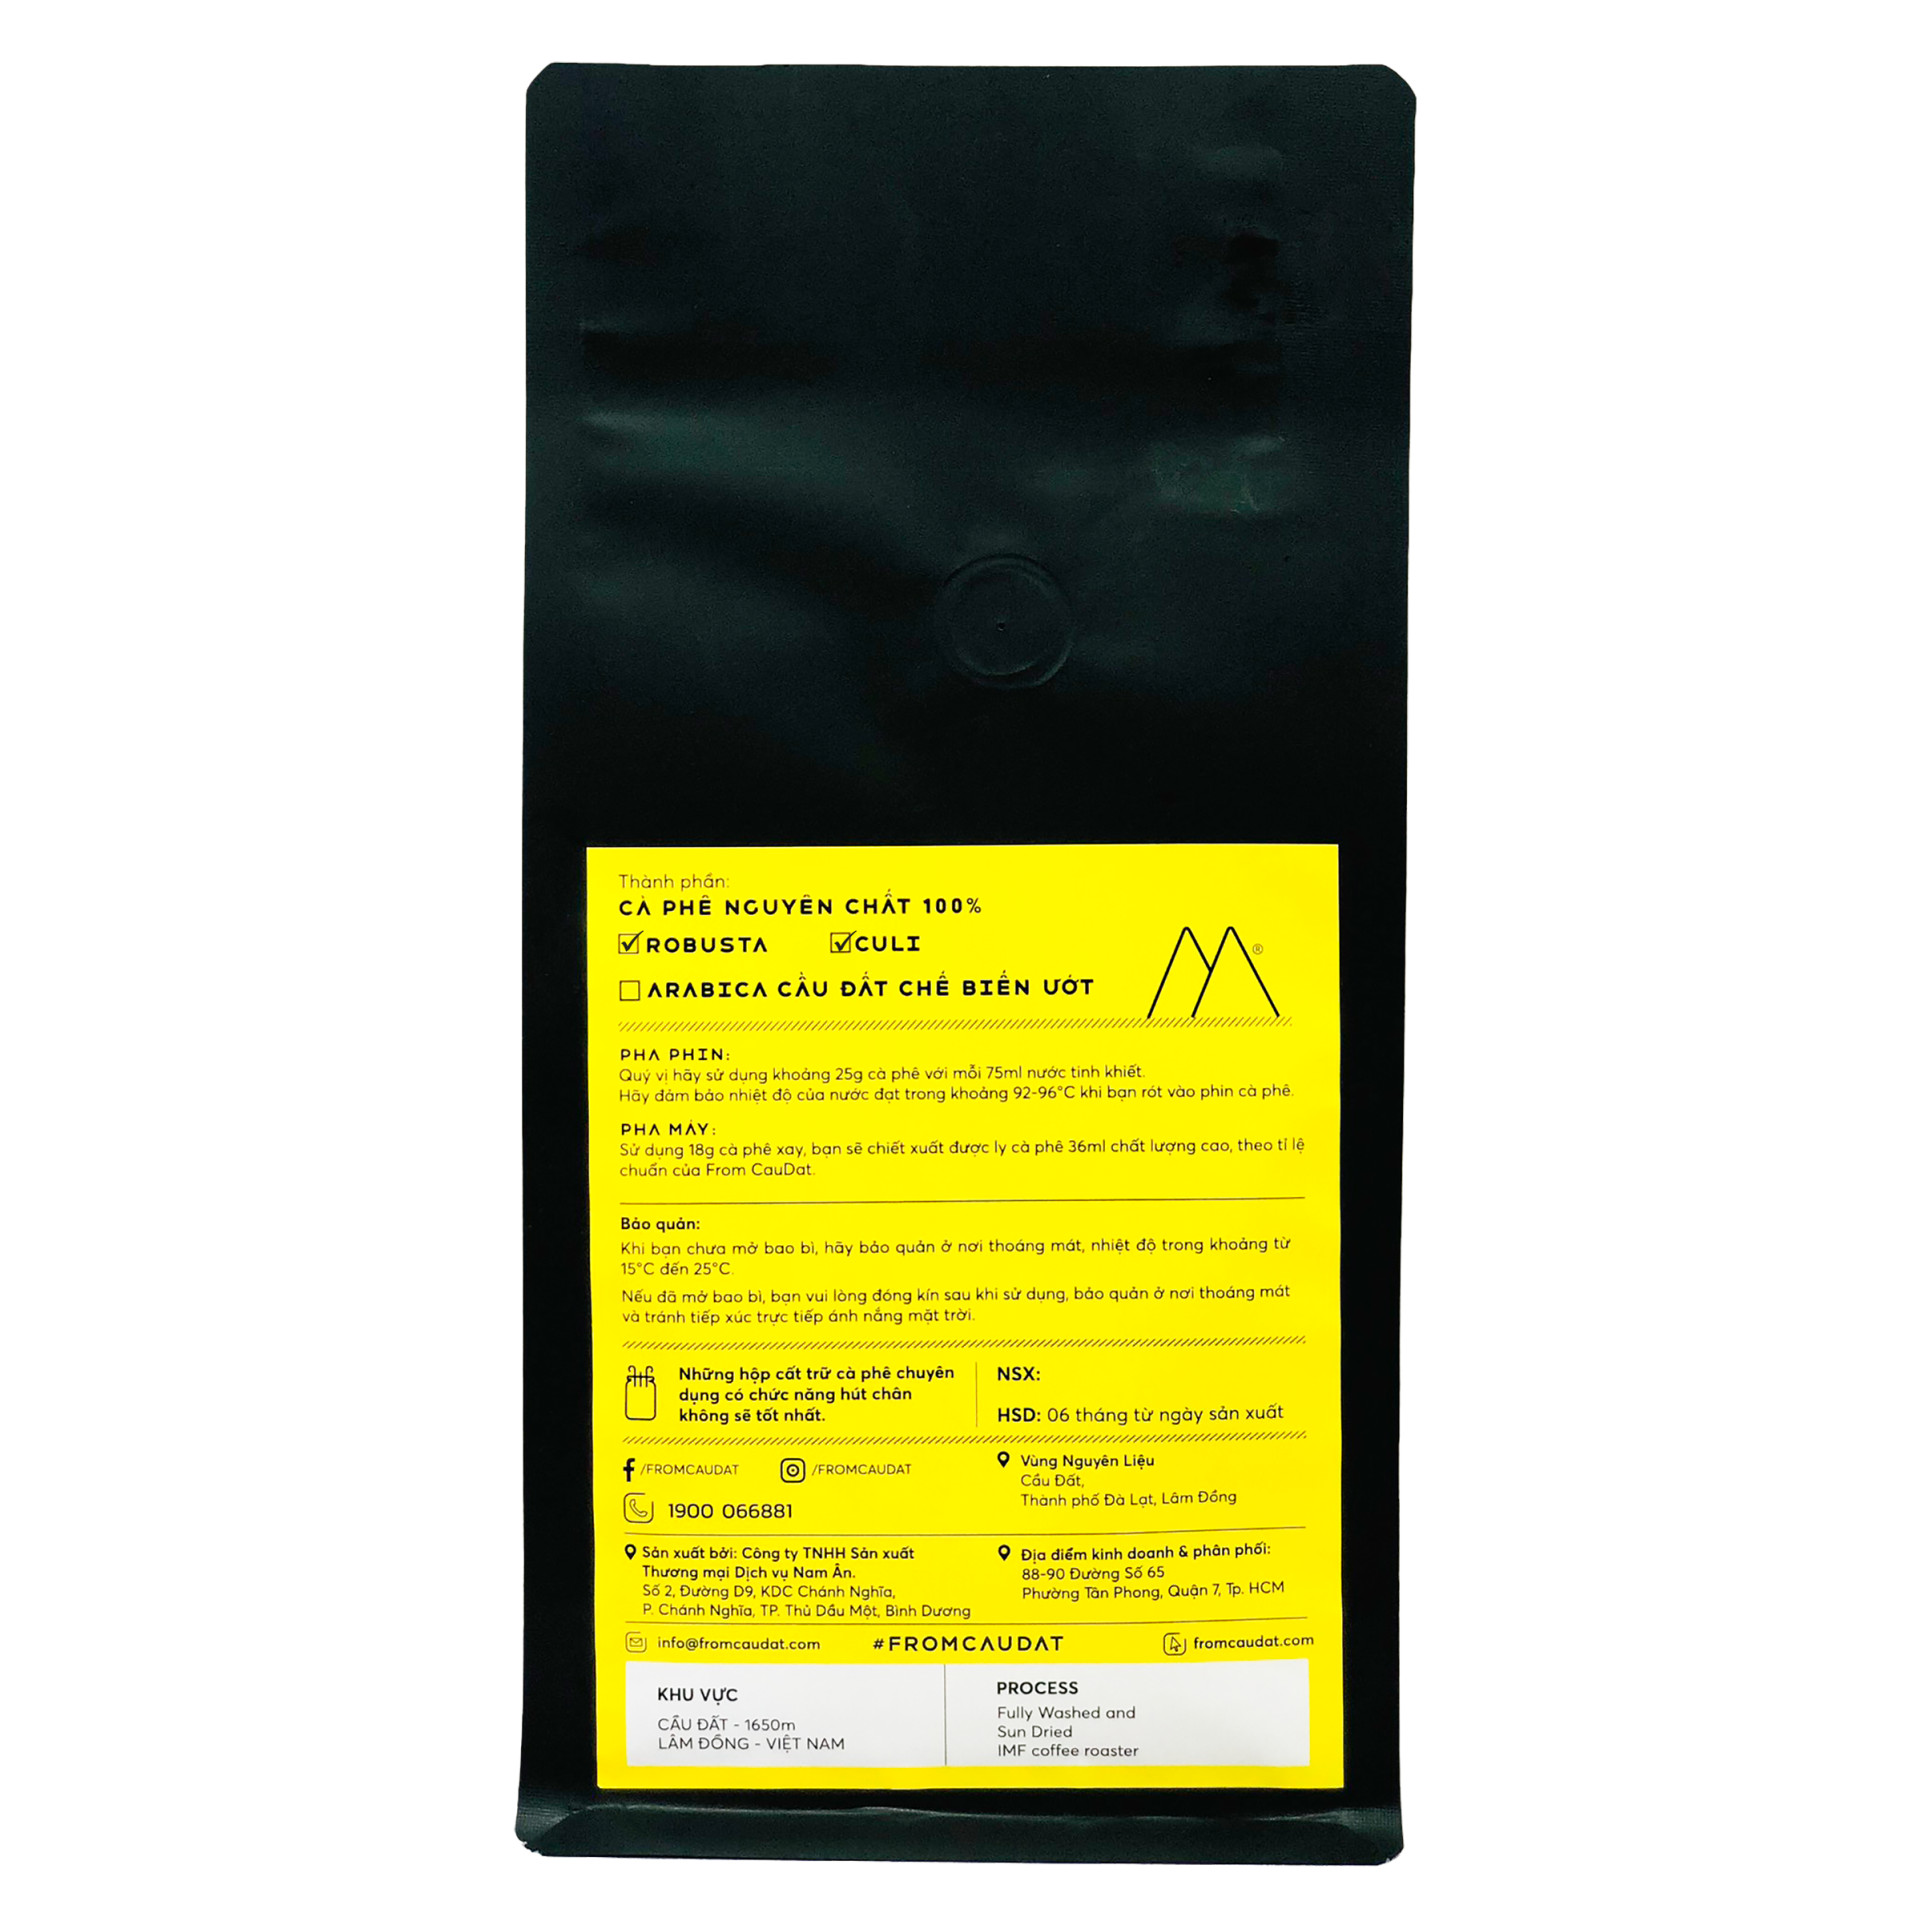 Thành phần:
CÀ PHÊ NGUYÊN CHẤT 100%
ROBUSTA CULI
ARABICA CẦU ĐẤT CHẾ BIẾN ƯỚT
®
PHA PHIN:
Quý vị hãy sử dụng khoảng 25g cà phê với mỗi 75ml nước tinh khiết.
Hãy đảm bảo nhiệt độ của nước đạt trong khoảng 92-96°C khi bạn rót vào phin cà phê.
PHA MÁY:
Sử dụng 18g cà phê xay, bạn sẽ chiết xuất được ly cà phê 36ml chất lượng cao, theo tỉ lệ
chuẩn của From CauDat.
Bảo quản:
Khi bạn chưa mở bao bì, hãy bảo quản ở nơi thoáng mát, nhiệt độ trong khoảng từ
15°C đến 25°C.
Nếu đã mở bao bì, bạn vui lòng đóng kín sau khi sử dụng, bảo quản ở nơi thoáng mát
và tránh tiếp xúc trực tiếp ánh nắng mặt trời.
Những hộp cất trữ cà phê chuyên
dụng có chức năng hút chân
không sẽ tốt nhất.
NSX:
HSD: 06 tháng từ ngày sản xuất
/FROMCAUDAT /FROMCAUDAT
1900 066881
Vùng Nguyên Liệu
Cầu Đất,
Thành phố Đà Lạt, Lâm Đồng
Sản xuất bởi: Công ty TNHH Sản xuất
Thương mại Dịch vụ Nam Ân.
Số 2, Đường D9, KDC Chánh Nghĩa,
P. Chánh Nghĩa, TP. Thủ Dầu Một, Bình Dương
Địa điểm kinh doanh & phân phối:
88-90 Đường Số 65
Phường Tân Phong, Quận 7, Tp. HCM
info@fromcaudat.com #FROMCAUDAT fromcaudat.com
KHU VỰC
CẦU ĐẤT - 1650m
LÂM ĐỒNG - VIỆT NAM
PROCESS
Fully Washed and
Sun Dried
IMF coffee roaster